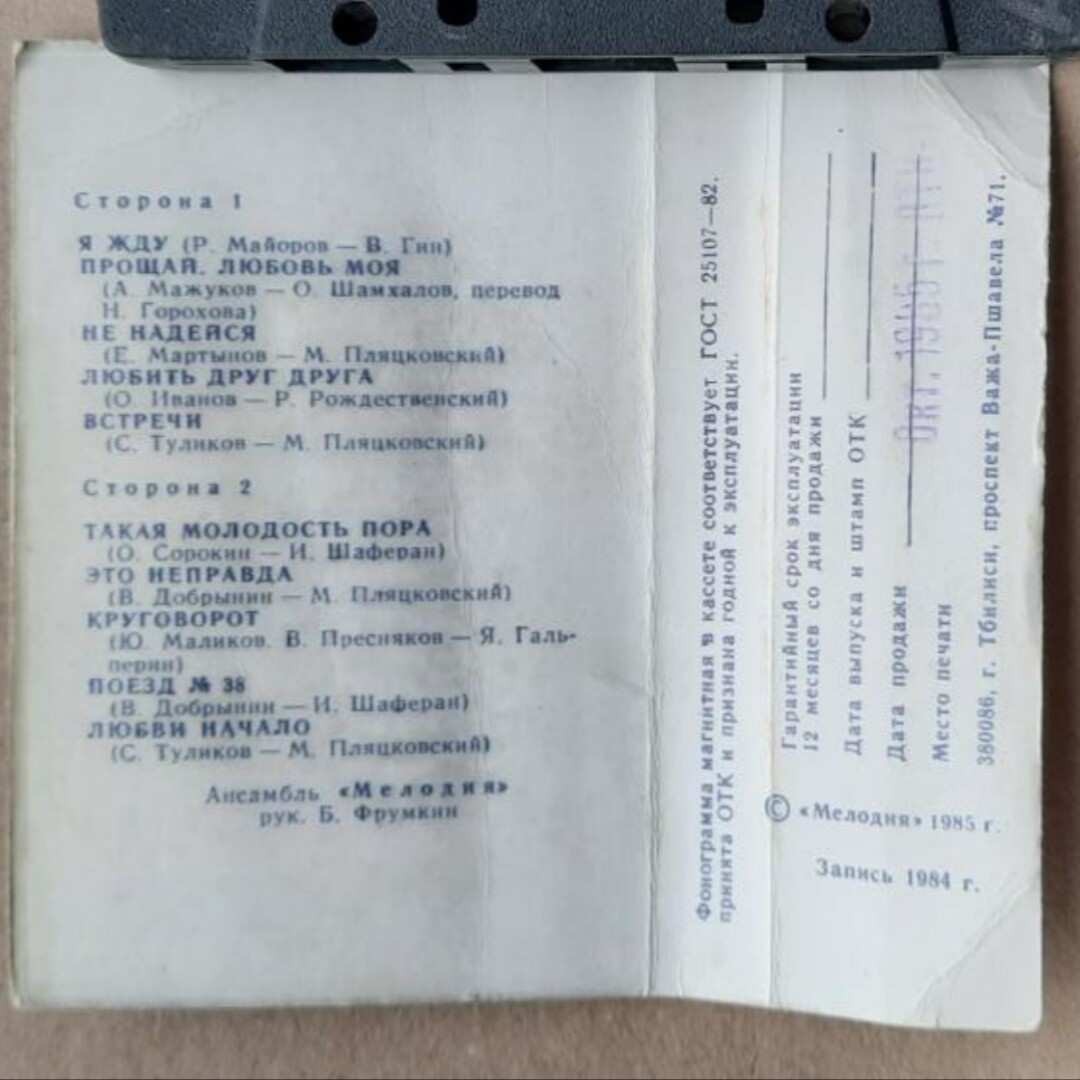 Сторона 1
Я ЖДУ (Р. Майоров — В. Гин)
ПРОЩАЙ, ЛЮБОВЬ МОЯ
(А. Мажуков — О. Шамхалов, перевод
Н. Горохова)
НЕ НАДЕЙСЯ
(Е. Мартынов — М. Пляцковский)
ЛЮБИТЬ ДРУГ ДРУГА
(О. Иванов — Р. Рождественский)
ВСТРЕЧИ
(С. Туликов — М. Пляцковский)
Сторона 2
ТАКАЯ МОЛОДОСТЬ ПОРА
(О. Сорокин — И. Шаферан)
ЭТО НЕПРАВДА
(В. Добрынин — М. Пляцковский)
КРУГОВОРОТ
(Ю. Маликов, В. Пресняков — Я. Галь-
перин)
ПОЕЗД № 38
(В. Добрынин — И. Шаферан)
ЛЮБВИ НАЧАЛО
(С. Туликов — М. Пляцковский)
Ансамбль «Мелодия»
рук. Б. Фрумкин
Фонограмма магнитная в кассете соответствует ГОСТ 25107—82.
принята ОТК и признана годной к эксплуатации.
Гарантийный срок эксплуатации
12 месяцев со дня продажи
Дата выпуска и штамп ОТК
Дата продажи
Место печати
380086, г. Тбилиси, проспект Важа-Пшавела №71.
© «Мелодия» 1985 г.
Запись 1984 г.